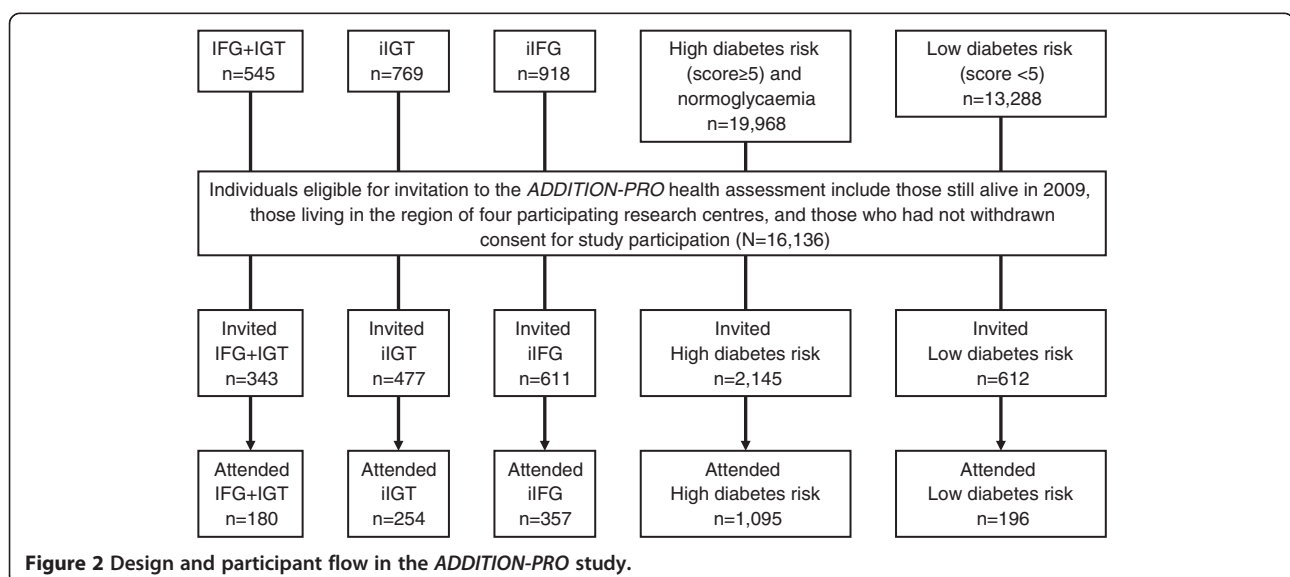 IFG+IGT
n=545
iIGT
n=769
iIFG
n=918
High diabetes risk
(score≥5) and
normoglycaemia
n=19,968
Low diabetes risk
(score <5)
n=13,288
Individuals eligible for invitation to the ADDITION-PRO health assessment include those still alive in 2009,
those living in the region of four participating research centres, and those who had not withdrawn
consent for study participation (N=16,136)
Invited
IFG+IGT
n=343
Invited
iIGT
n=477
Invited
iIFG
n=611
Invited
High diabetes risk
n=2,145
Invited
Low diabetes risk
n=612
Attended
IFG+IGT
n=180
Attended
iIGT
n=254
Attended
iIFG
n=357
Attended
High diabetes risk
n=1,095
Attended
Low diabetes risk
n=196
Figure 2 Design and participant flow in the ADDITION-PRO study.